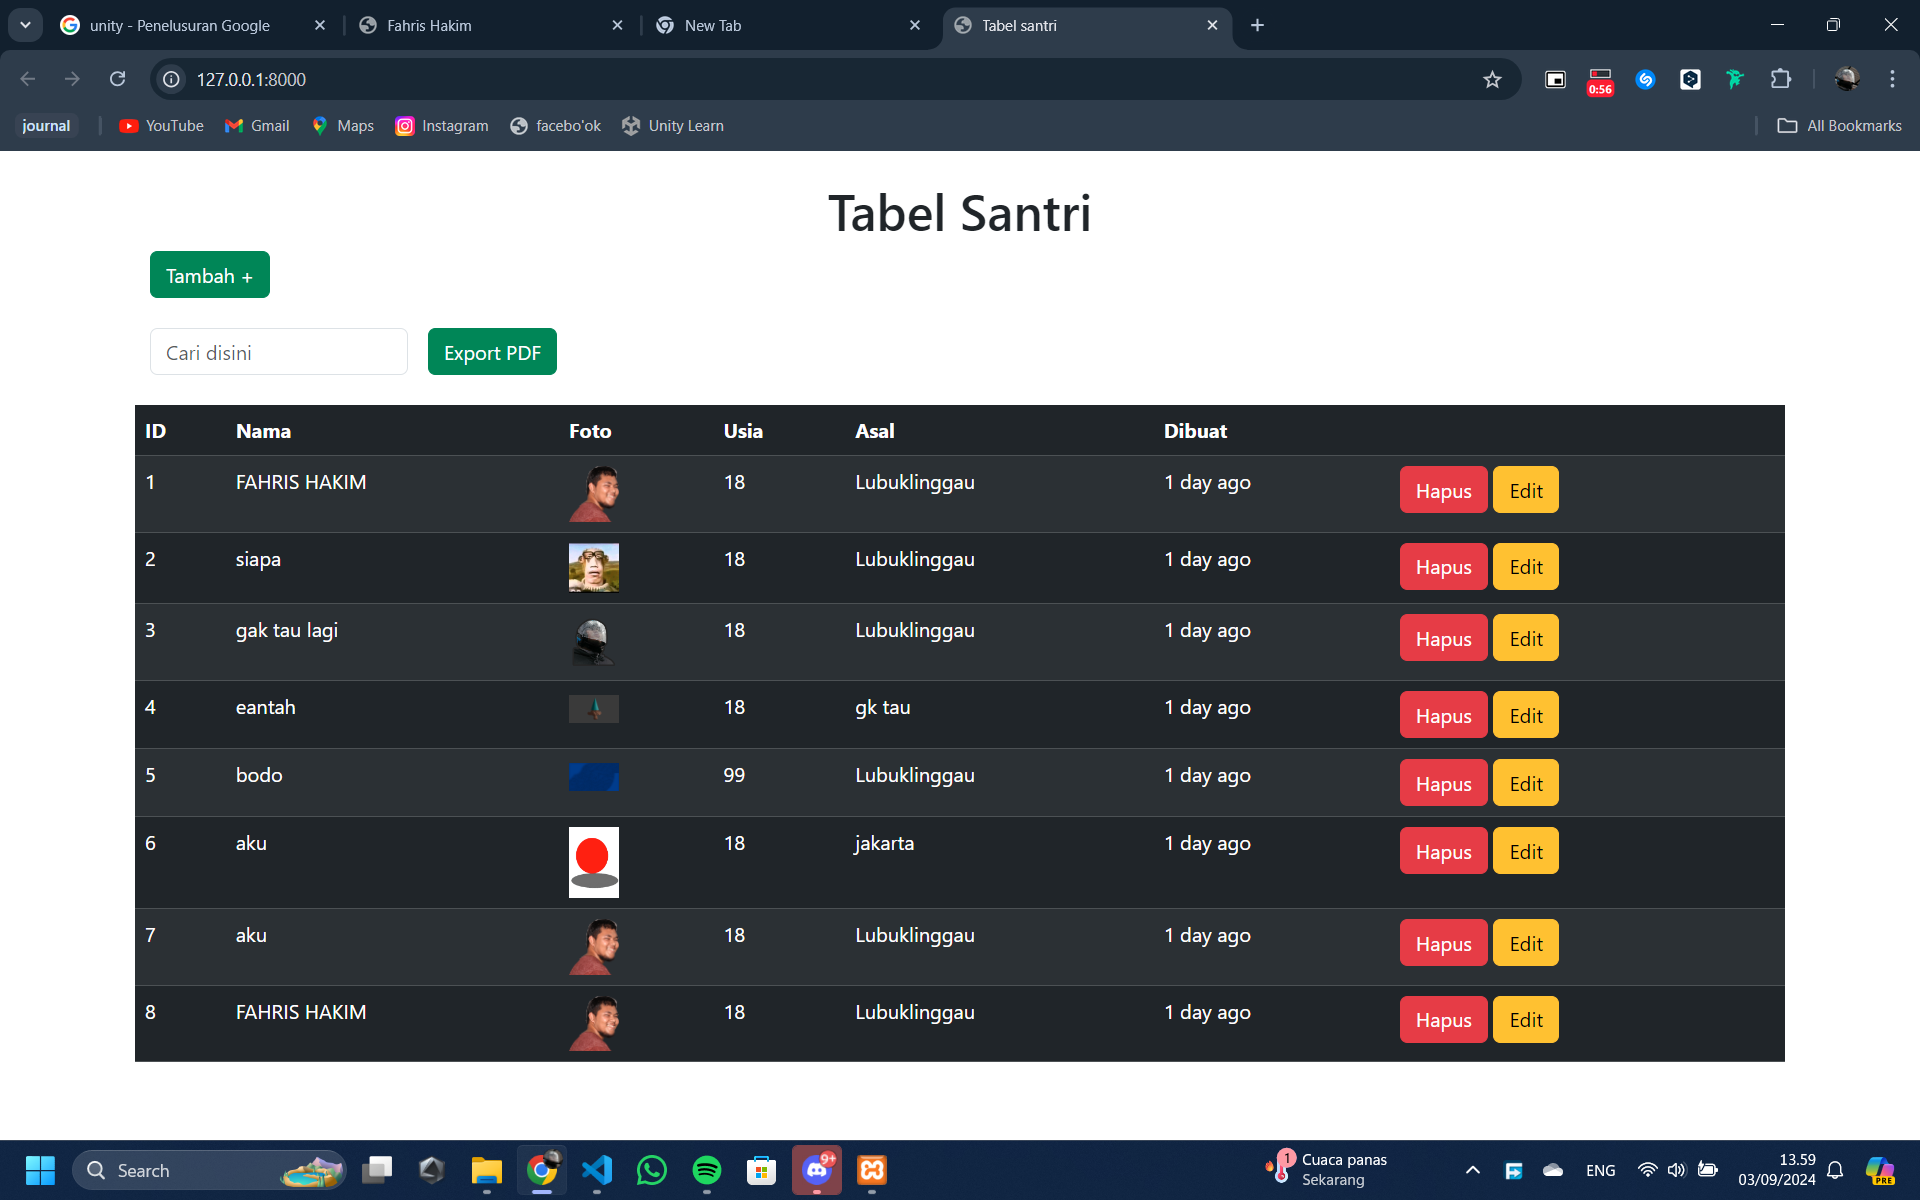 unity - Penelusuran Google
Fahris Hakim
New Tab
Tabel santri
127.0.0.1:8000
0:56
journal
YouTube
Gmail
Maps
Instagram
facebo'ok
Unity Learn
All Bookmarks
Tabel Santri
Tambah +
Cari disini
Export PDF
ID Nama Foto Usia Asal Dibuat
1 FAHRIS HAKIM 18 Lubuklinggau 1 day ago Hapus Edit
2 siapa 18 Lubuklinggau 1 day ago Hapus Edit
3 gak tau lagi 18 Lubuklinggau 1 day ago Hapus Edit
4 eantah 18 gk tau 1 day ago Hapus Edit
5 bodo 99 Lubuklinggau 1 day ago Hapus Edit
6 aku 18 jakarta 1 day ago Hapus Edit
7 aku 18 Lubuklinggau 1 day ago Hapus Edit
8 FAHRIS HAKIM 18 Lubuklinggau 1 day ago Hapus Edit
Search
9+
1
Cuaca panas
Sekarang
ENG
13.59
03/09/2024
PRE